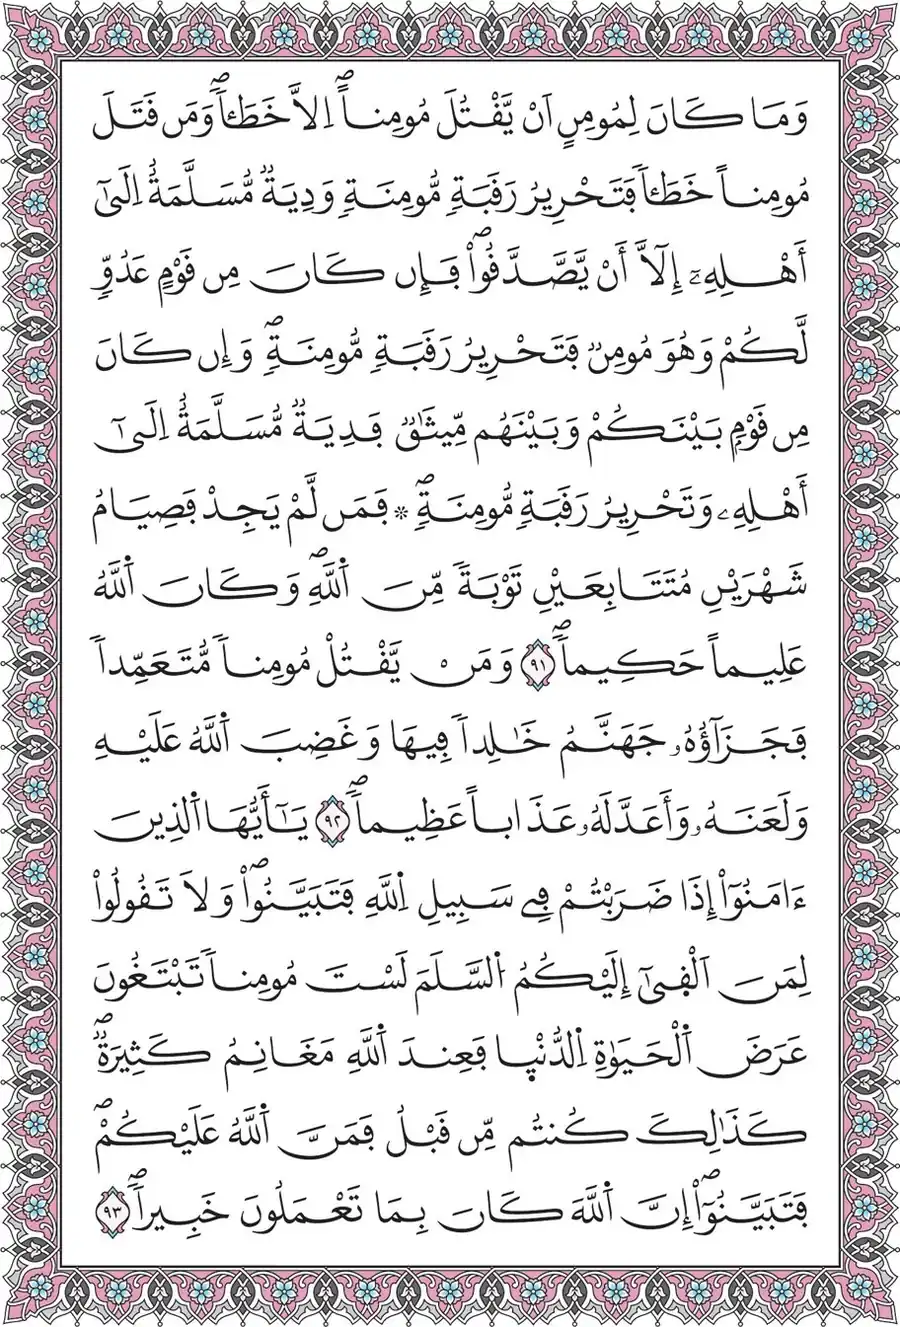 وَمَا كَانَ لِمُومِنٍ اَنْ يَّقْتُلَ مُومِناً اِلاَّ خَطَـٔاً وَمَن قَتَلَ
مُومِناً خَطَـٔاً فَتَحْرِيرُ رَقَبَةٍ مُّومِنَةٍ وَدِيَةٌ مُّسَلَّمَةٌ اِلَىٰٓ
أَهْلِهِۦٓ إِلَّآ أَنْ يَّصَّدَّقُواْ فَإِن كَانَ مِن قَوْمٍ عَدُوٍّ
لَّكُمْ وَهُوَ مُومِنٌ فَتَحْرِيرُ رَقَبَةٍ مُّومِنَةٍ وَإِن كَانَ
مِن قَوْمِۭ بَيْنَكُمْ وَبَيْنَهُم مِّيثَٰقٌ فَدِيَةٌ مُّسَلَّمَةٌ اِلَىٰٓ
أَهْلِهِۦ وَتَحْرِيرُ رَقَبَةٍ مُّومِنَةٍ * فَمَن لَّمْ يَجِدْ فَصِيَامُ
شَهْرَيْنِ مُتَتَابِعَيْنِ تَوْبَةً مِّنَ اَ۬للَّهِ وَكَانَ اَ۬للَّهُ
عَلِيماً حَكِيماً ٩١ وَمَنْ يَّقْتُلْ مُومِناً مُّتَعَمِّداً
فَجَزَآؤُهُۥ جَهَنَّمُ خَٰلِداً فِيهَا وَغَضِبَ اَ۬للَّهُ عَلَيْهِ
وَلَعَنَهُۥ وَأَعَدَّ لَهُۥ عَذَاباً عَظِيماً ٩٢ يَـٰٓأَيُّهَا اَ۬لذِينَ
ءَامَنُوٓاْ إِذَا ضَرَبْتُمْ فِے سَبِيلِ اِ۬للَّهِ فَتَبَيَّنُواْ وَلاَ تَقُولُواْ
لِمَنَ اَلْقِىٰٓ إِلَيْكُمُ اُ۬لسَّلَمَ لَسْتَ مُومِناً تَبْتَغُونَ
عَرَضَ اَ۬لْحَيَوٰةِ اِ۬لدُّنْيَا فَعِندَ اَ۬للَّهِ مَغَانِمُ كَثِيرَةٌ
كَذَٰلِكَ كُنتُم مِّن قَبْلُ فَمَنَّ اَ۬للَّهُ عَلَيْكُمْ
فَتَبَيَّنُوٓاْ إِنَّ اَ۬للَّهَ كَانَ بِمَا تَعْمَلُونَ خَبِيراً ٩٣